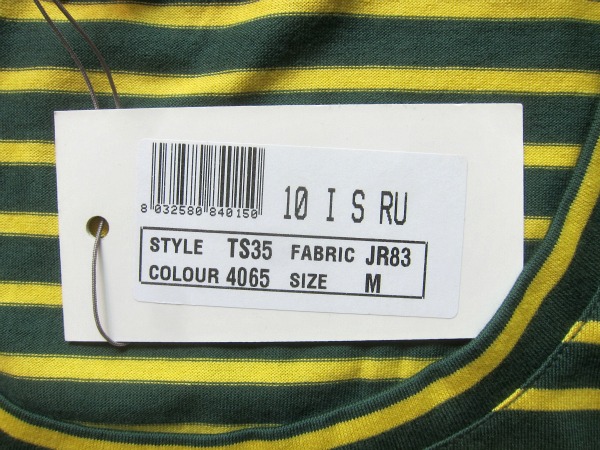 8 032580 840150
10 I S RU
STYLE TS35 FABRIC JR83
COLOUR 4065 SIZE M